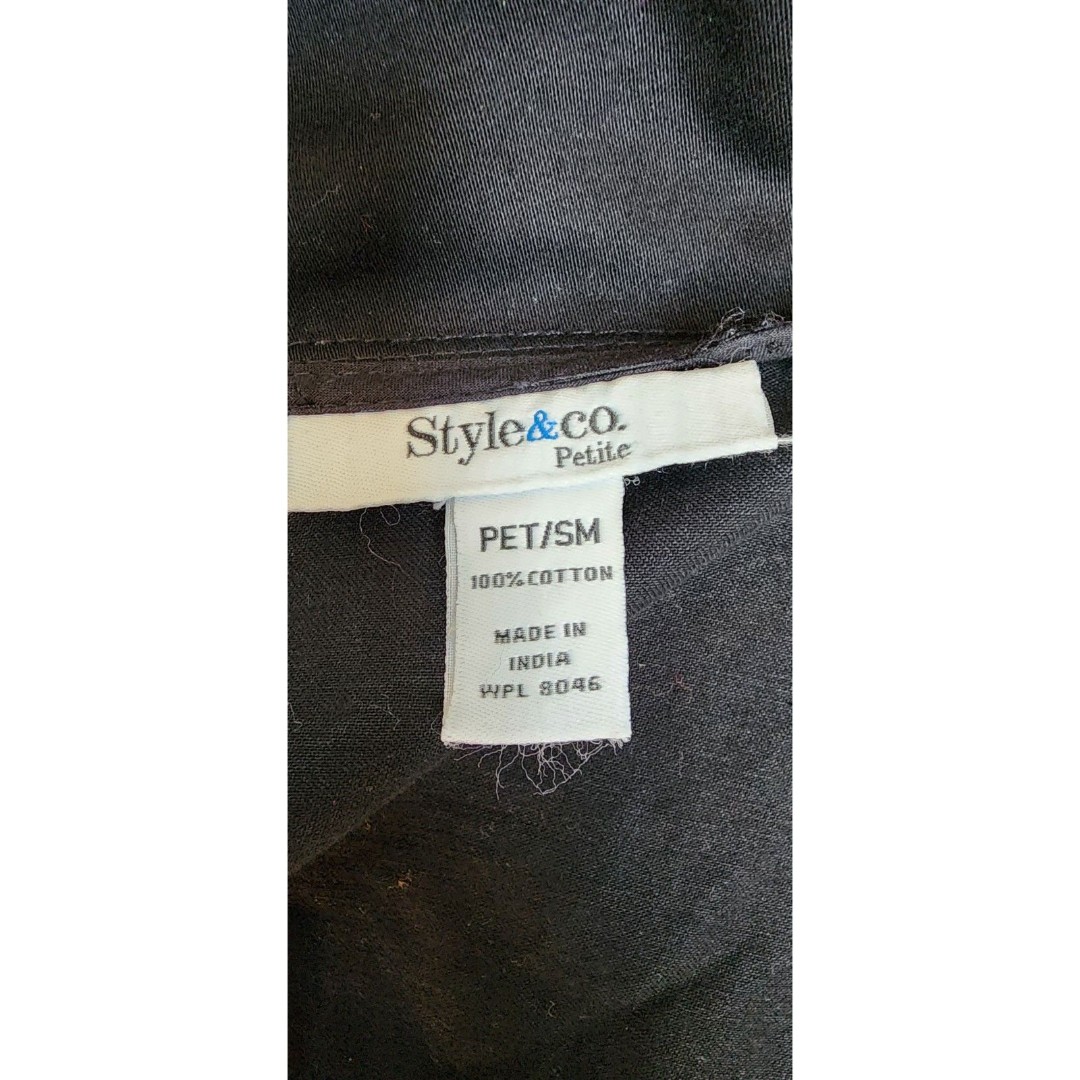 Style&co.
Petite
PET/SM
100% COTTON
MADE IN
INDIA
WPL 8046